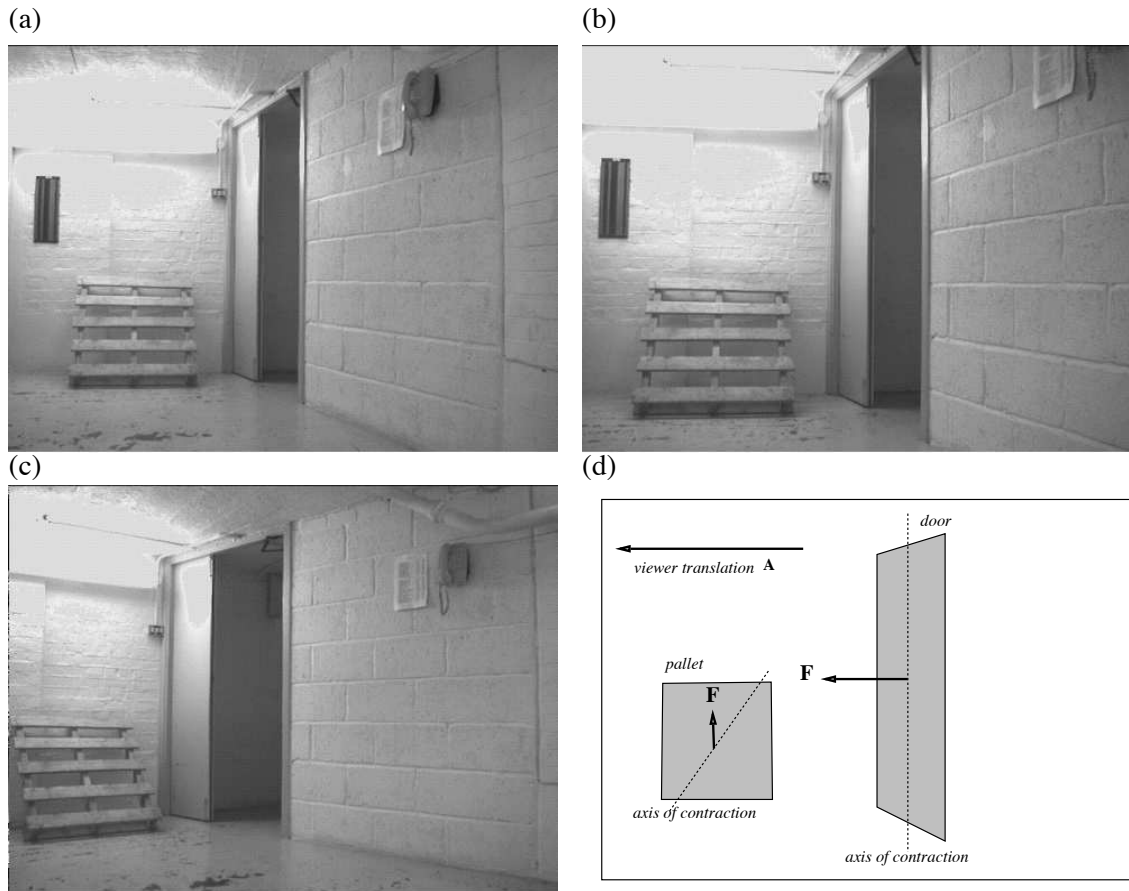 (a)
(b)
(c)
(d)
door
viewer translation A
pallet
F
F
axis of contraction
axis of contraction